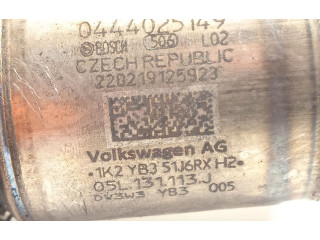 0444025149
BOSCH 506 L02
CZECH REPUBLIC
220219125923
Volkswagen AG
•1K2 YB3 51J6RX H2•
05L.131.113.J
YB3 005